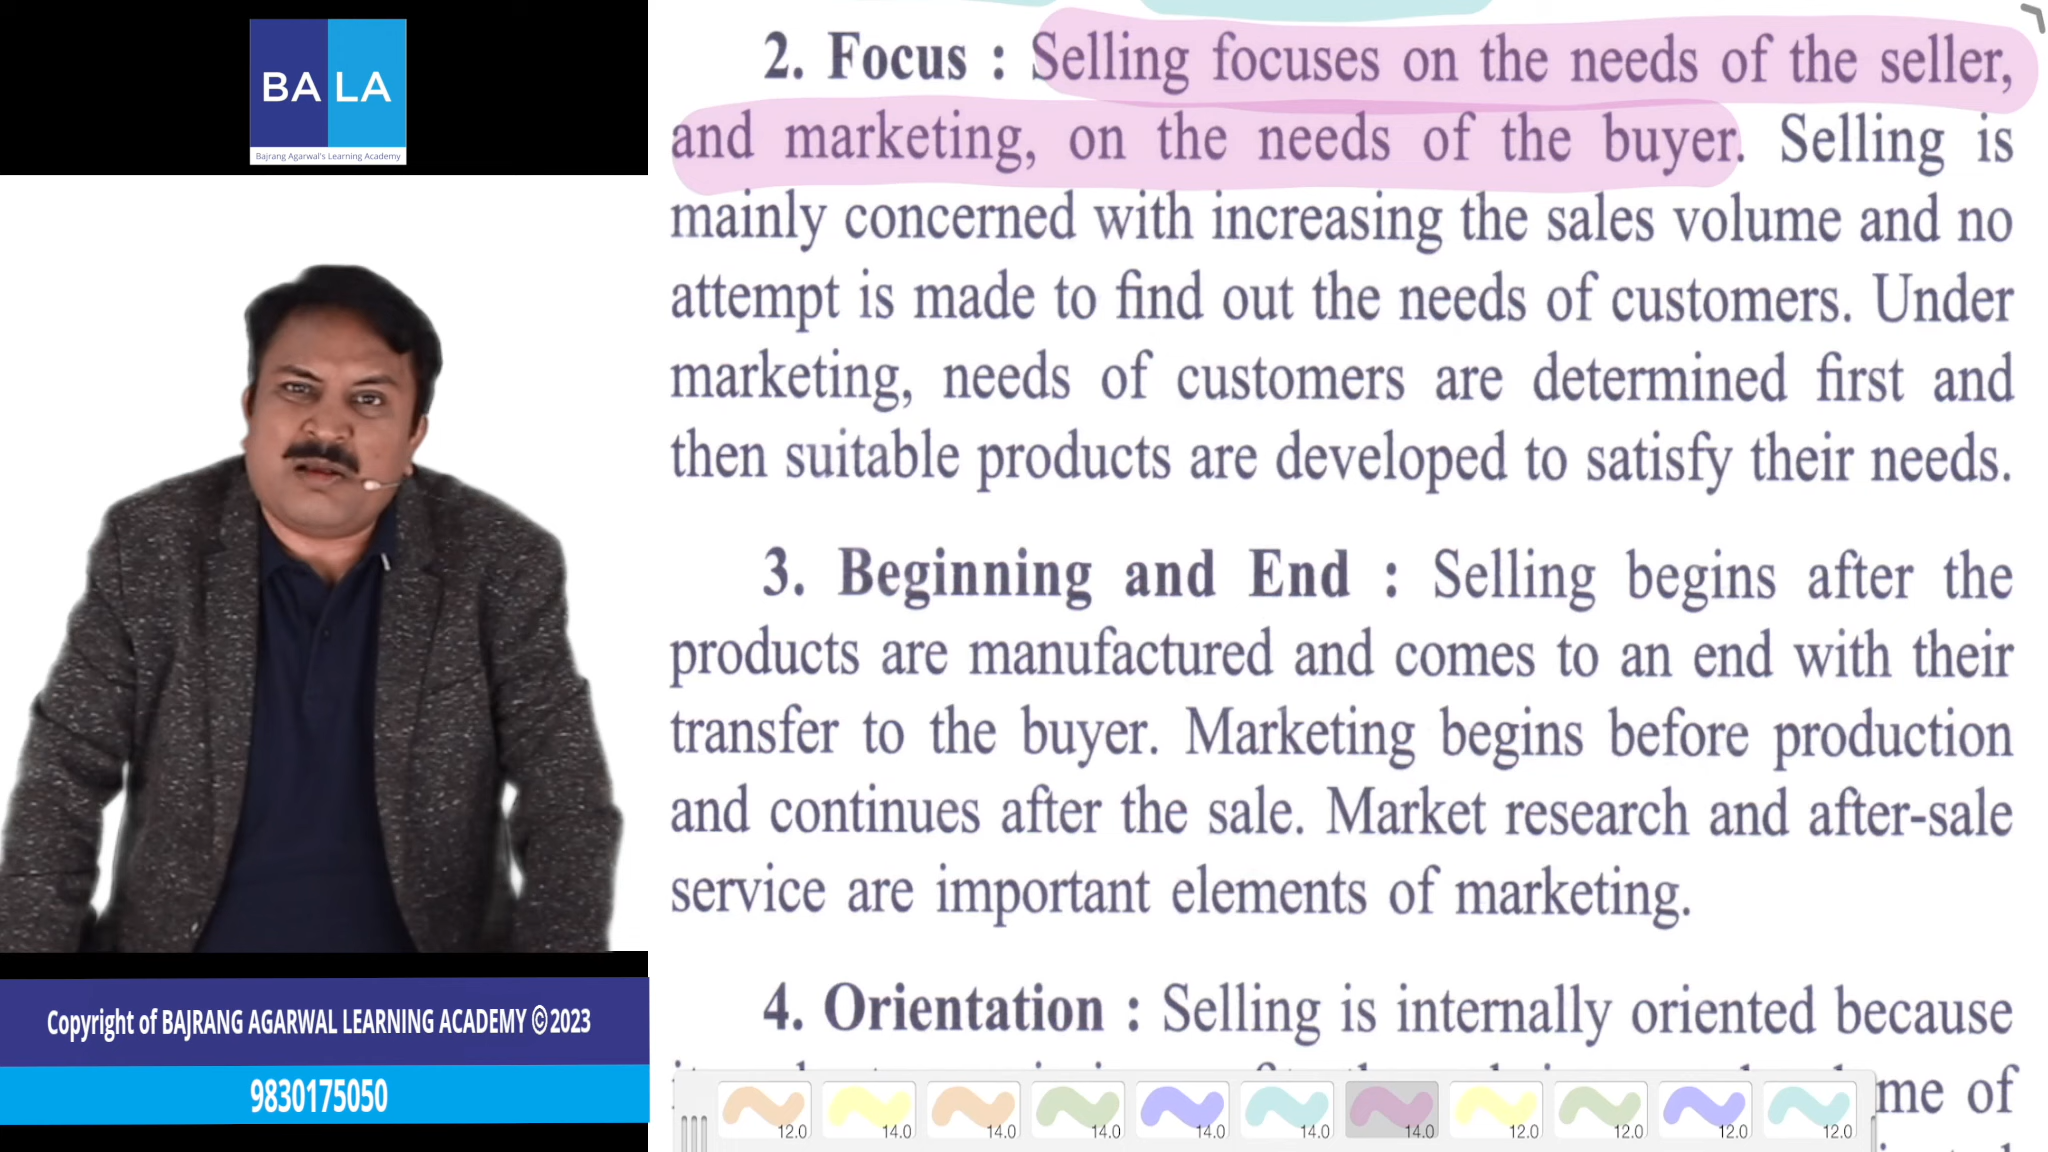 BALA
Bajrang Agarwal's Learning Academy
2. Focus : Selling focuses on the needs of the seller,
and marketing, on the needs of the buyer. Selling is
mainly concerned with increasing the sales volume and no
attempt is made to find out the needs of customers. Under
marketing, needs of customers are determined first and
then suitable products are developed to satisfy their needs.
3. Beginning and End : Selling begins after the
products are manufactured and comes to an end with their
transfer to the buyer. Marketing begins before production
and continues after the sale. Market research and after-sale
service are important elements of marketing.
4. Orientation : Selling is internally oriented because
me of
12.0 14.0 14.0 14.0 14.0 14.0 14.0 12.0 12.0 12.0 12.0
Copyright of BAJRANG AGARWAL LEARNING ACADEMY ©2023
9830175050